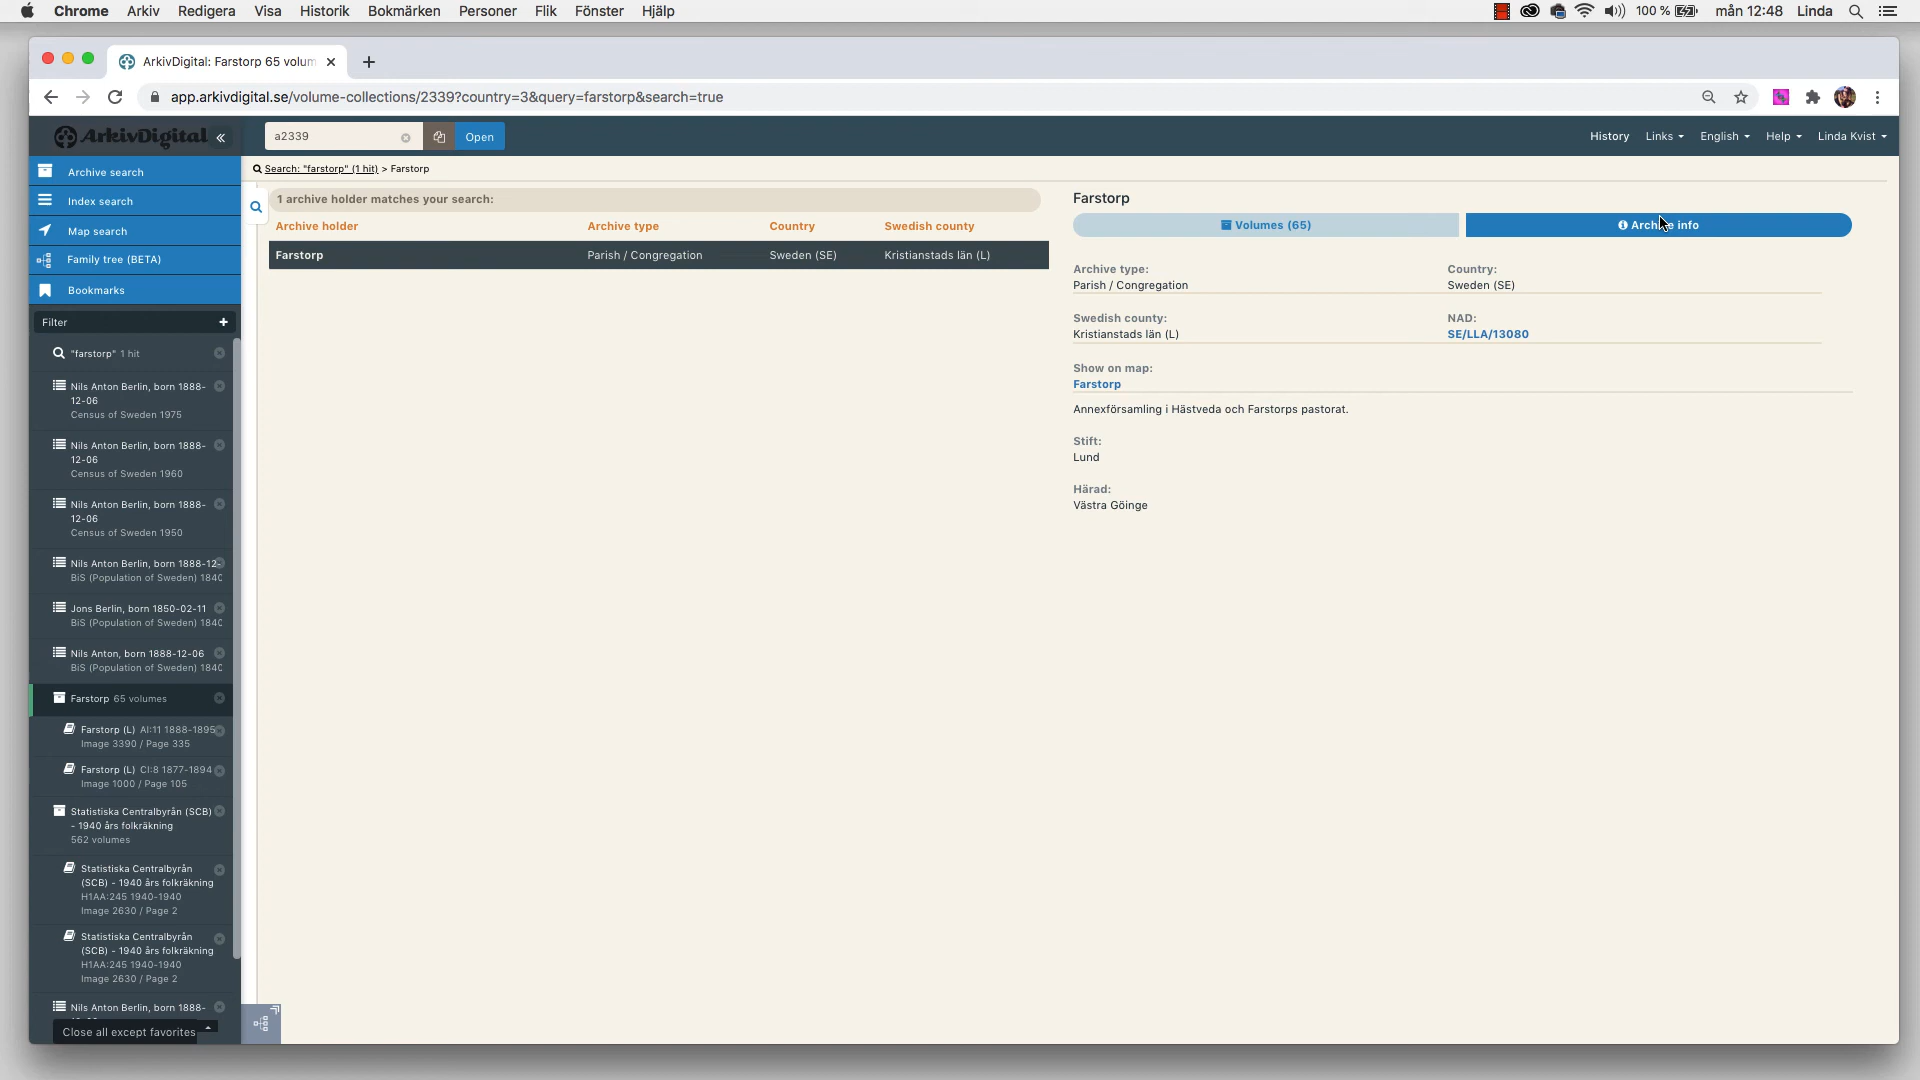 Chrome Arkiv Redigera Visa Historik Bokmärken Personer Flik Fönster Hjälp 100 % mån 12:48 Linda
ArkivDigital: Farstorp 65 volum
app.arkivdigital.se/volume-collections/2339?country=3&query=farstorp&search=true
ArkivDigital a2339 Open History Links English Help Linda Kvist
Archive search
Index search
Map search
Family tree (BETA)
Bookmarks
Filter
"farstorp" 1 hit
Nils Anton Berlin, born 1888-
12-06
Census of Sweden 1975
Nils Anton Berlin, born 1888-
12-06
Census of Sweden 1960
Nils Anton Berlin, born 1888-
12-06
Census of Sweden 1950
Nils Anton Berlin, born 1888-12-
BiS (Population of Sweden) 1840
Jons Berlin, born 1850-02-11
BiS (Population of Sweden) 1840
Nils Anton, born 1888-12-06
BiS (Population of Sweden) 1840
Farstorp 65 volumes
Farstorp (L) AI:11 1888-1895
Image 3390 / Page 335
Farstorp (L) CI:8 1877-1894
Image 1000 / Page 105
Statistiska Centralbyrån (SCB)
- 1940 års folkräkning
562 volumes
Statistiska Centralbyrån
(SCB) - 1940 års folkräkning
H1AA:245 1940-1940
Image 2630 / Page 2
Statistiska Centralbyrån
(SCB) - 1940 års folkräkning
H1AA:245 1940-1940
Image 2630 / Page 2
Nils Anton Berlin, born 1888-
Close all except favorites
Search: "farstorp" (1 hit) > Farstorp
1 archive holder matches your search:
Archive holder Archive type Country Swedish county
Farstorp Parish / Congregation Sweden (SE) Kristianstads län (L)
Farstorp
Volumes (65) Archive info
Archive type: Country:
Parish / Congregation Sweden (SE)
Swedish county: NAD:
Kristianstads län (L) SE/LLA/13080
Show on map:
Farstorp
Annexförsamling i Hästveda och Farstorps pastorat.
Stift:
Lund
Härad:
Västra Göinge